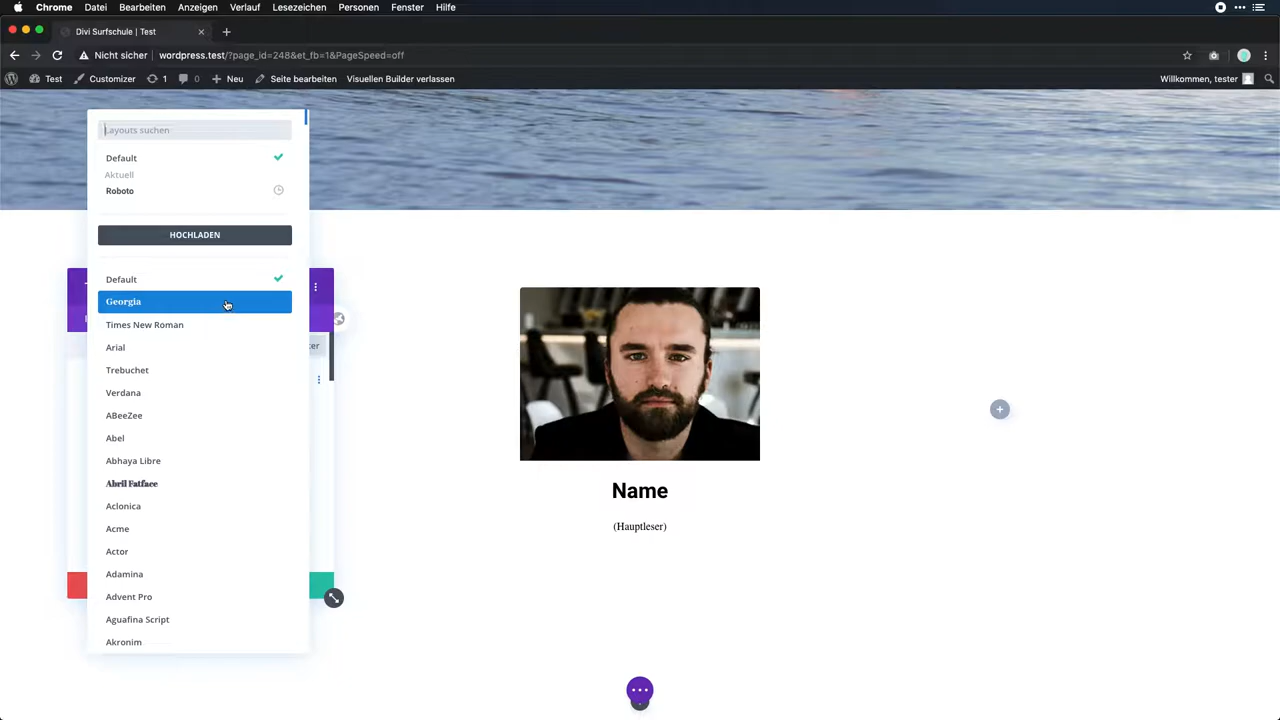 Chrome Datei Bearbeiten Anzeigen Verlauf Lesezeichen Personen Fenster Hilfe
Divi Surfschule | Test
Nicht sicher wordpress.test/?page_id=248&et_fb=1&PageSpeed=off
Test Customizer 1 0 Neu Seite bearbeiten Visuellen Builder verlassen Willkommen, tester
Layouts suchen
Default
Aktuell
Roboto
HOCHLADEN
Default
Georgia
Times New Roman
Arial
Trebuchet
Verdana
ABeeZee
Abel
Abhaya Libre
Abril Fatface
Aclonica
Acme
Actor
Adamina
Advent Pro
Aguafina Script
Akronim
ter
Name
(Hauptleser)